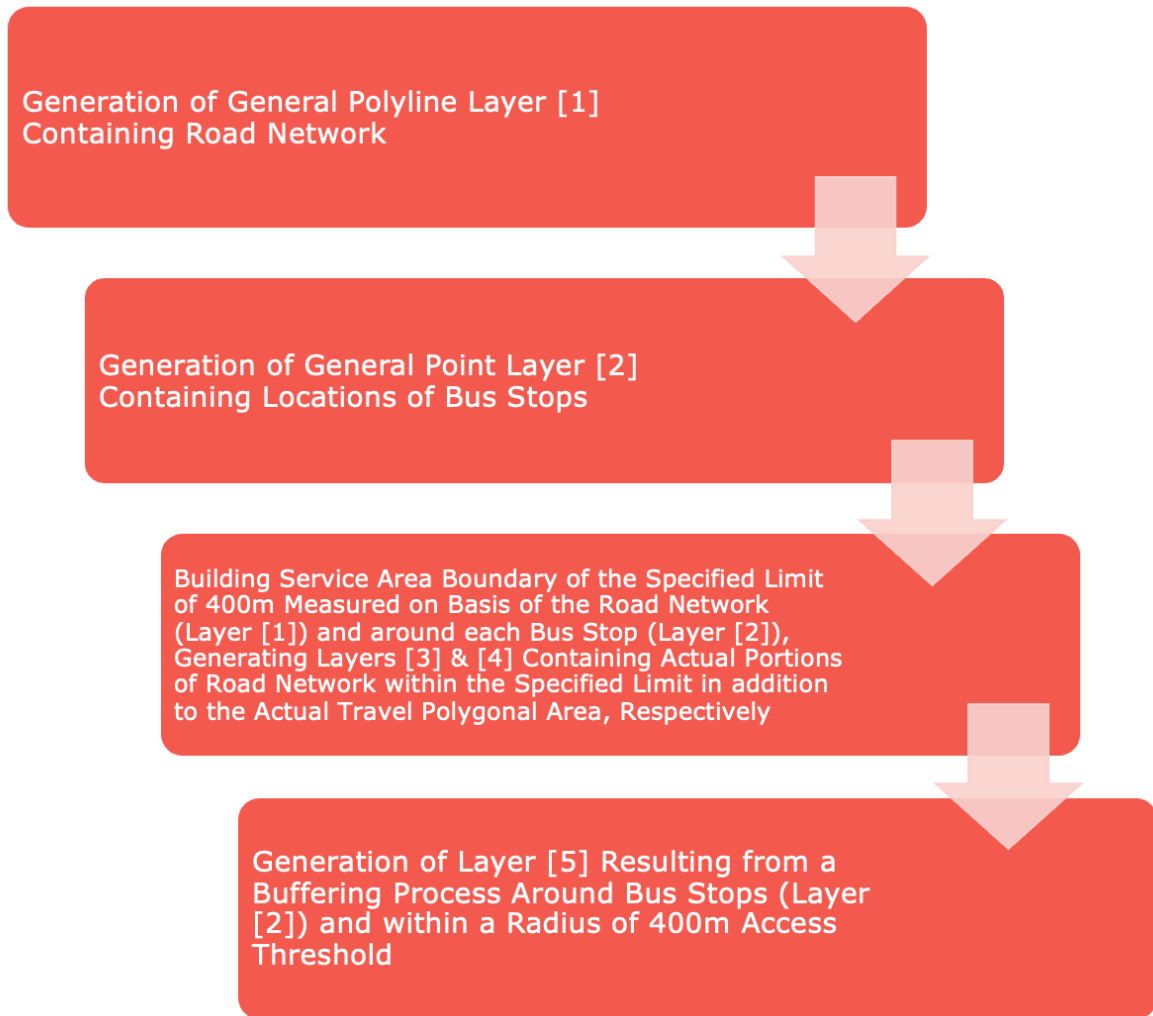 Generation of General Polyline Layer [1]
Containing Road Network
Generation of General Point Layer [2]
Containing Locations of Bus Stops
Building Service Area Boundary of the Specified Limit
of 400m Measured on Basis of the Road Network
(Layer [1]) and around each Bus Stop (Layer [2]),
Generating Layers [3] & [4] Containing Actual Portions
of Road Network within the Specified Limit in addition
to the Actual Travel Polygonal Area, Respectively
Generation of Layer [5] Resulting from a
Buffering Process Around Bus Stops (Layer
[2]) and within a Radius of 400m Access
Threshold